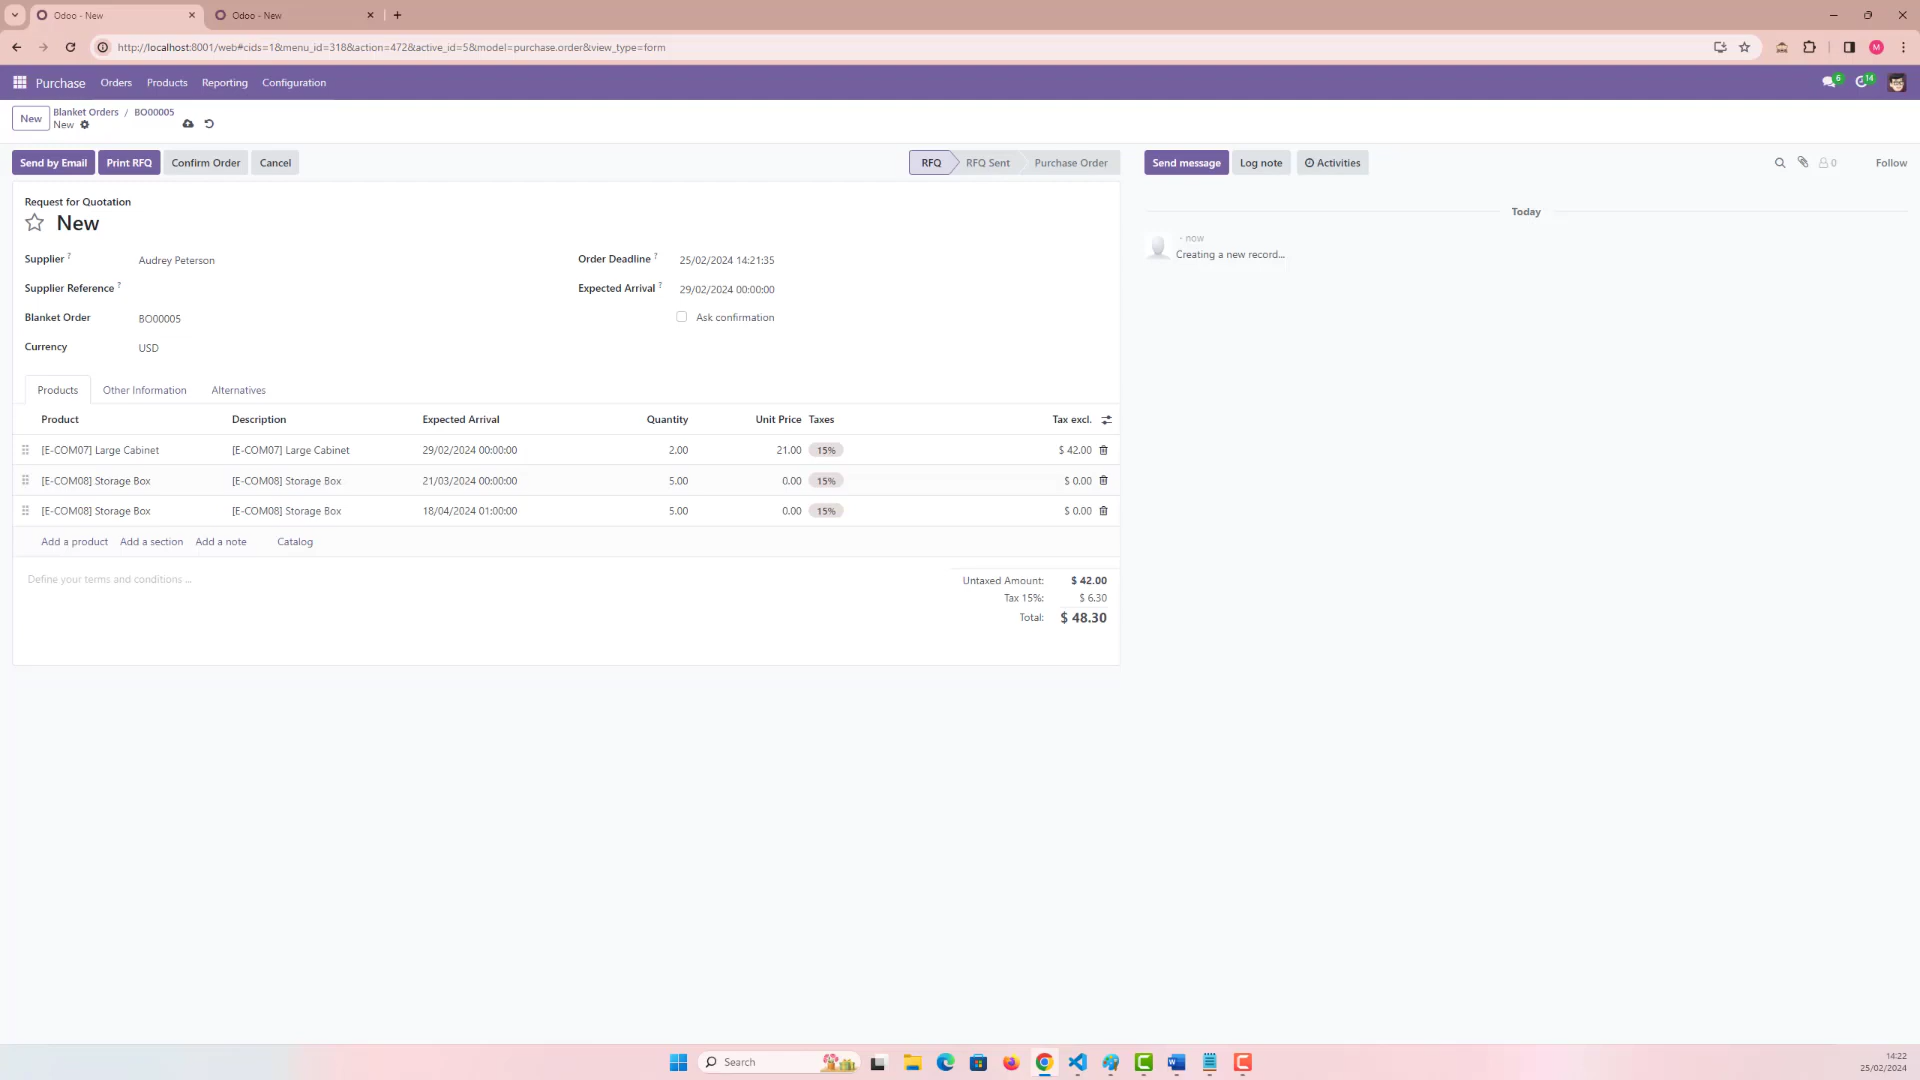 Odoo - New
Odoo - New
http://localhost:8001/web#cids=1&menu_id=318&action=472&active_id=5&model=purchase.order&view_type=form
M
Purchase Orders Products Reporting Configuration
6 14
New Blanket Orders / BO00005
New
Send by Email Print RFQ Confirm Order Cancel RFQ RFQ Sent Purchase Order Send message Log note Activities 0 Follow
Request for Quotation
New
Today
- now
Creating a new record...
Supplier ? Audrey Peterson Order Deadline ? 25/02/2024 14:21:35
Supplier Reference ? Expected Arrival ? 29/02/2024 00:00:00
Blanket Order BO00005 Ask confirmation
Currency USD
Products Other Information Alternatives
Product Description Expected Arrival Quantity Unit Price Taxes Tax excl.
[E-COM07] Large Cabinet [E-COM07] Large Cabinet 29/02/2024 00:00:00 2.00 21.00 15% $ 42.00
[E-COM08] Storage Box [E-COM08] Storage Box 21/03/2024 00:00:00 5.00 0.00 15% $ 0.00
[E-COM08] Storage Box [E-COM08] Storage Box 18/04/2024 01:00:00 5.00 0.00 15% $ 0.00
Add a product Add a section Add a note Catalog
Define your terms and conditions ...
Untaxed Amount: $ 42.00
Tax 15%: $ 6.30
Total: $ 48.30
Search
14:22
25/02/2024